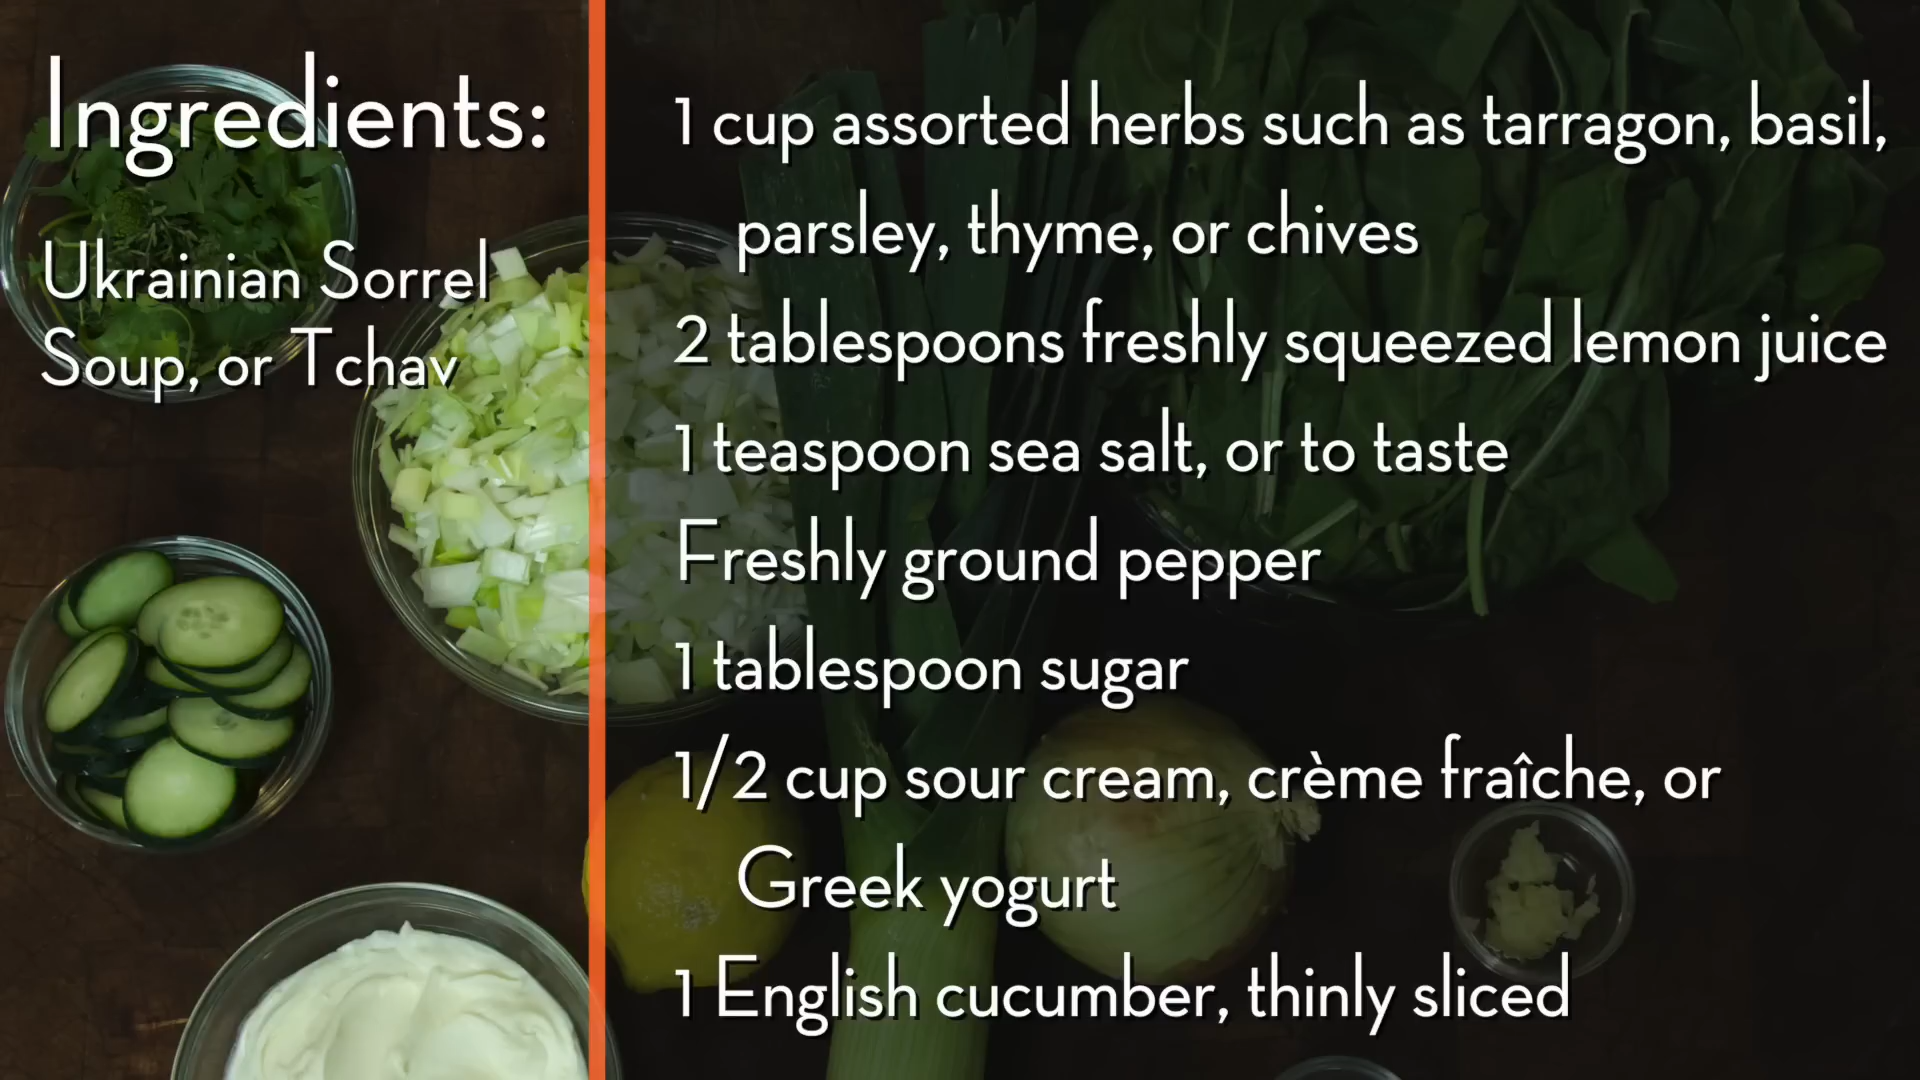 Ingredients:
Ukrainian Sorrel
Soup, or Tchav
1 cup assorted herbs such as tarragon, basil,
parsley, thyme, or chives
2 tablespoons freshly squeezed lemon juice
1 teaspoon sea salt, or to taste
Freshly ground pepper
1 tablespoon sugar
1/2 cup sour cream, crème fraîche, or
Greek yogurt
1 English cucumber, thinly sliced